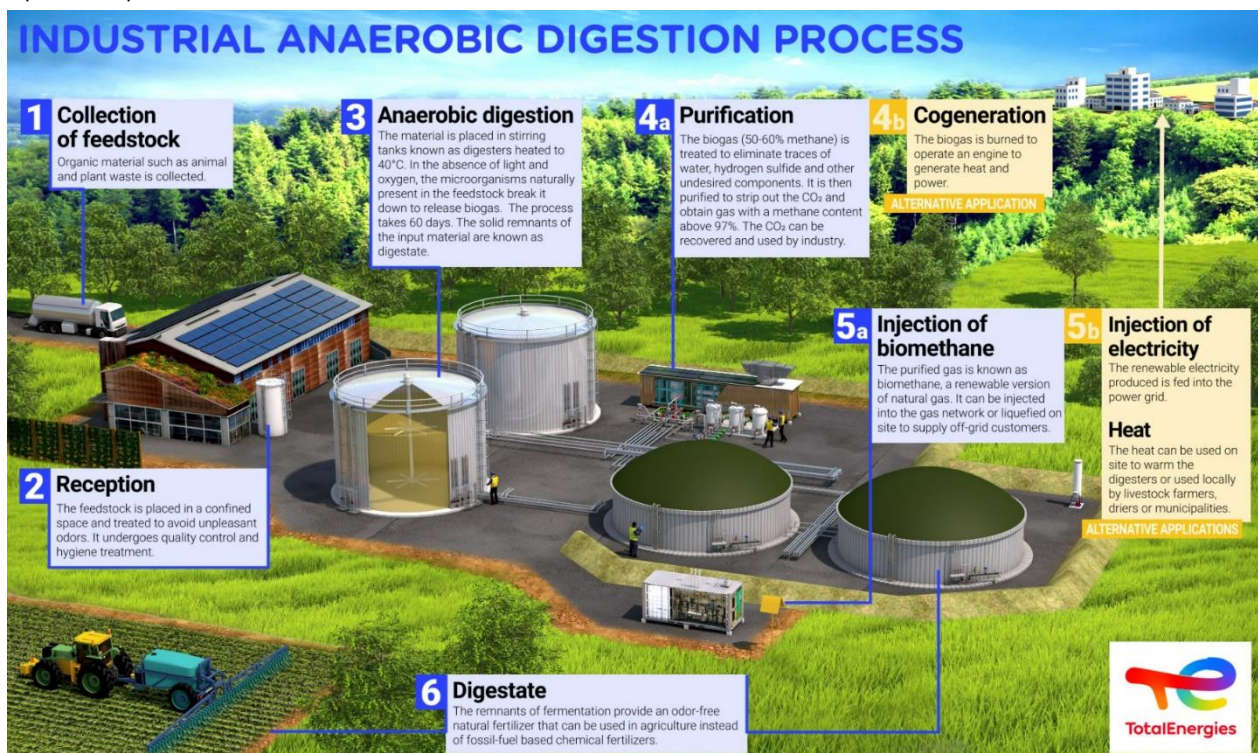 INDUSTRIAL ANAEROBIC DIGESTION PROCESS
1 Collection
of feedstock
Organic material such as animal
and plant waste is collected.
2 Reception
The feedstock is placed in a confined
space and treated to avoid unpleasant
odors. It undergoes quality control and
hygiene treatment.
3 Anaerobic digestion
The material is placed in stirring
tanks known as digesters heated to
40°C. In the absence of light and
oxygen, the microorganisms naturally
present in the feedstock break it
down to release biogas. The process
takes 60 days. The solid remnants of
the input material are known as
digestate.
4a Purification
The biogas (50-60% methane) is
treated to eliminate traces of
water, hydrogen sulfide and other
undesired components. It is then
purified to strip out the CO₂ and
obtain gas with a methane content
above 97%. The CO₂ can be
recovered and used by industry.
4b Cogeneration
The biogas is burned to
operate an engine to
generate heat and
power.
ALTERNATIVE APPLICATION
5a Injection of
biomethane
The purified gas is known as
biomethane, a renewable version
of natural gas. It can be injected
into the gas network or liquefied on
site to supply off-grid customers.
5b Injection of
electricity
The renewable electricity
produced is fed into the
power grid.
Heat
The heat can be used on
site to warm the
digesters or used locally
by livestock farmers,
driers or municipalities.
ALTERNATIVE APPLICATIONS
6 Digestate
The remnants of fermentation provide an odor-free
natural fertilizer that can be used in agriculture instead
of fossil-fuel based chemical fertilizers.
TotalEnergies